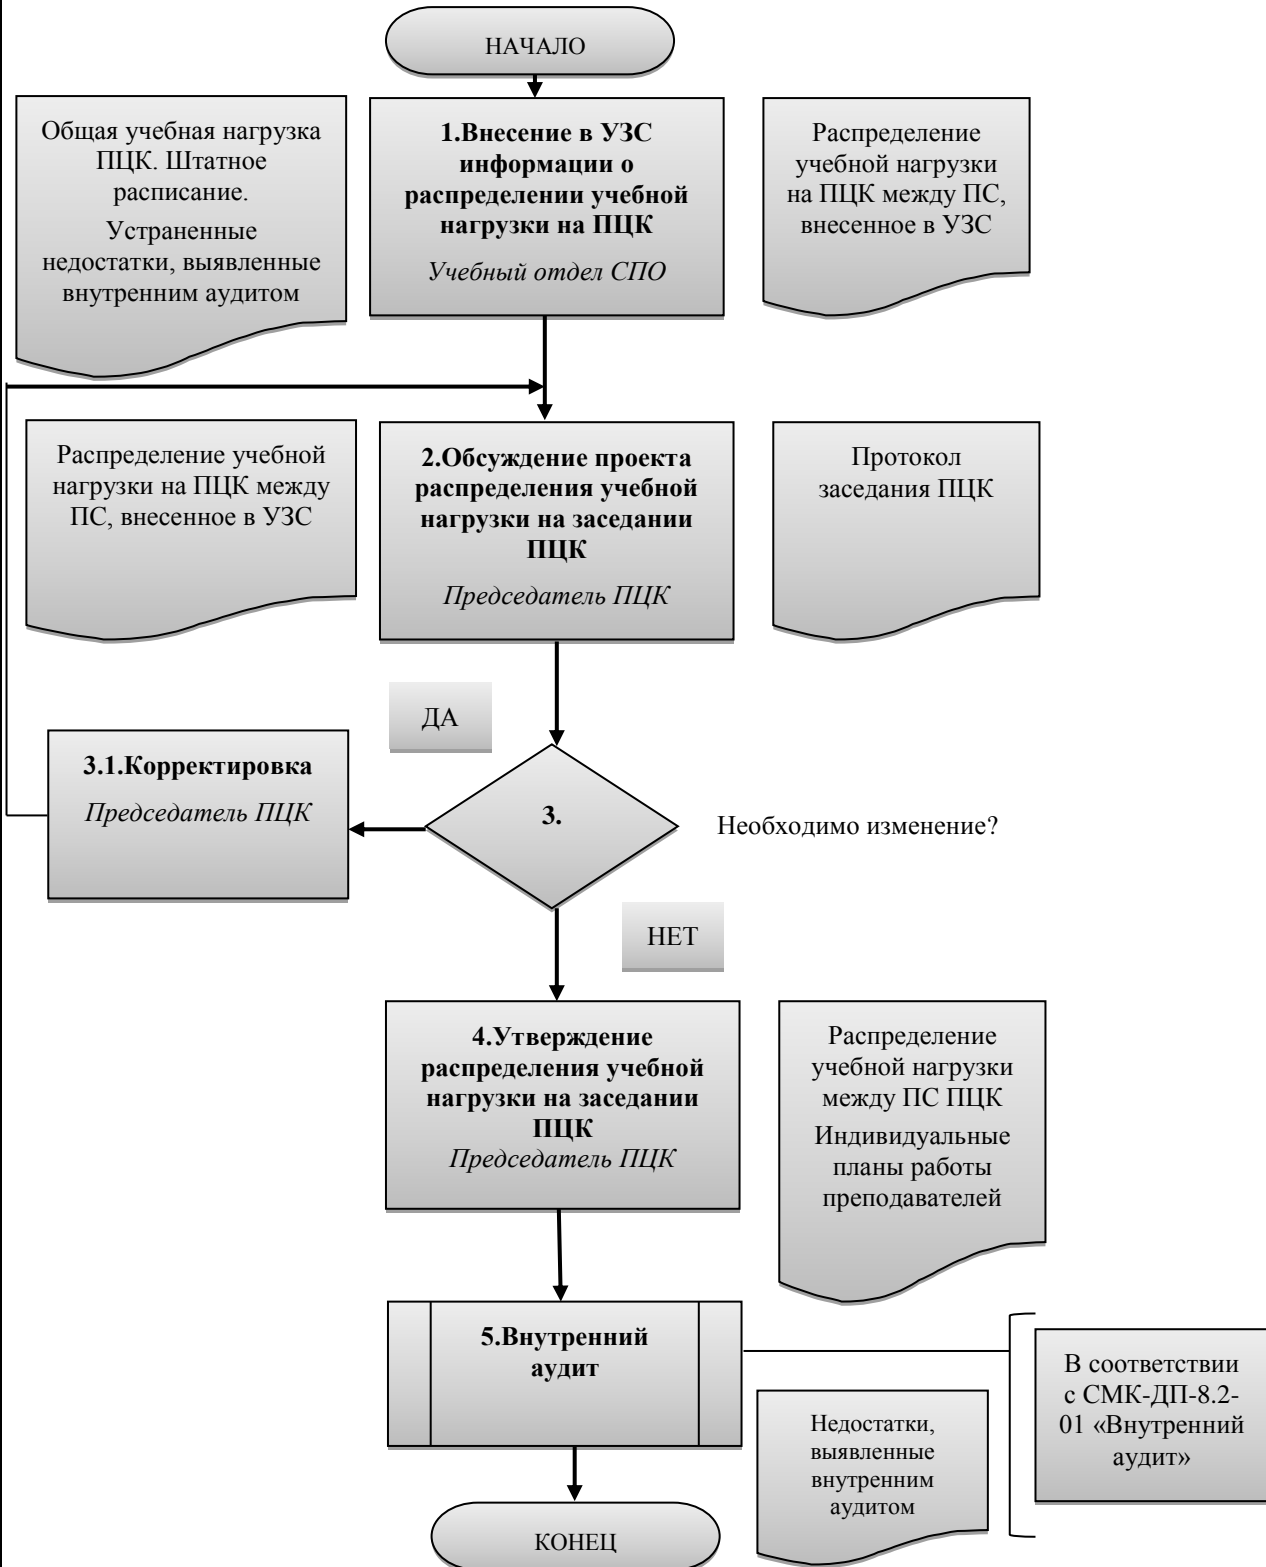 НАЧАЛО
Общая учебная нагрузка
ПЦК. Штатное
расписание.
Устраненные
недостатки, выявленные
внутренним аудитом
1.Внесение в УЗС
информации о
распределении учебной
нагрузки на ПЦК
Учебный отдел СПО
Распределение
учебной нагрузки
на ПЦК между ПС,
внесенное в УЗС
Распределение учебной
нагрузки на ПЦК между
ПС, внесенное в УЗС
2.Обсуждение проекта
распределения учебной
нагрузки на заседании
ПЦК
Председатель ПЦК
Протокол
заседания ПЦК
ДА
3.1.Корректировка
Председатель ПЦК
3.
Необходимо изменение?
НЕТ
4.Утверждение
распределения учебной
нагрузки на заседании
ПЦК
Председатель ПЦК
Распределение
учебной нагрузки
между ПС ПЦК
Индивидуальные
планы работы
преподавателей
5.Внутренний
аудит
В соответствии
с СМК-ДП-8.2-
01 «Внутренний
аудит»
Недостатки,
выявленные
внутренним
аудитом
КОНЕЦ